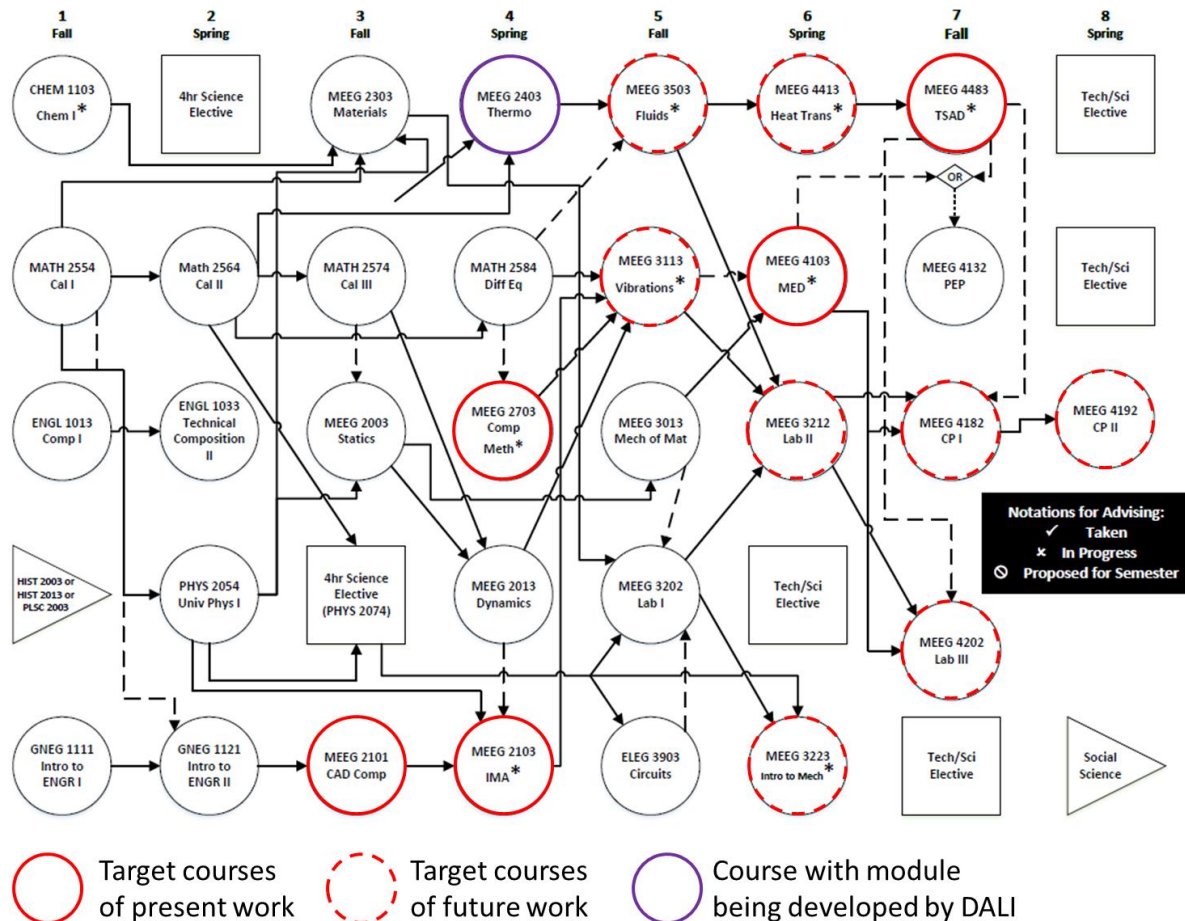 1
Fall
2
Spring
3
Fall
4
Spring
5
Fall
6
Spring
7
Fall
8
Spring
CHEM 1103
Chem I *
4hr Science
Elective
MEEG 2303
Materials
MEEG 2403
Thermo
MEEG 3503
Fluids *
MEEG 4413
Heat Trans *
MEEG 4483
TSAD *
Tech/Sci
Elective
OR
MATH 2554
Cal I
Math 2564
Cal II
MATH 2574
Cal III
MATH 2584
Diff Eq
MEEG 3113
Vibrations *
MEEG 4103
MED *
MEEG 4132
PEP
Tech/Sci
Elective
ENGL 1013
Comp I
ENGL 1033
Technical
Composition
II
MEEG 2003
Statics
MEEG 2703
Comp
Meth *
MEEG 3013
Mech of Mat
MEEG 3212
Lab II
MEEG 4182
CP I
MEEG 4192
CP II
Notations for Advising:
✓ Taken
× In Progress
⦸ Proposed for Semester
HIST 2003 or
HIST 2013 or
PLSC 2003
PHYS 2054
Univ Phys I
4hr Science
Elective
(PHYS 2074)
MEEG 2013
Dynamics
MEEG 3202
Lab I
Tech/Sci
Elective
MEEG 4202
Lab III
GNEG 1111
Intro to
ENGR I
GNEG 1121
Intro to
ENGR II
MEEG 2101
CAD Comp
MEEG 2103
IMA *
ELEG 3903
Circuits
MEEG 3223
Intro to Mech *
Tech/Sci
Elective
Social
Science
Target courses
of present work
Target courses
of future work
Course with module
being developed by DALI